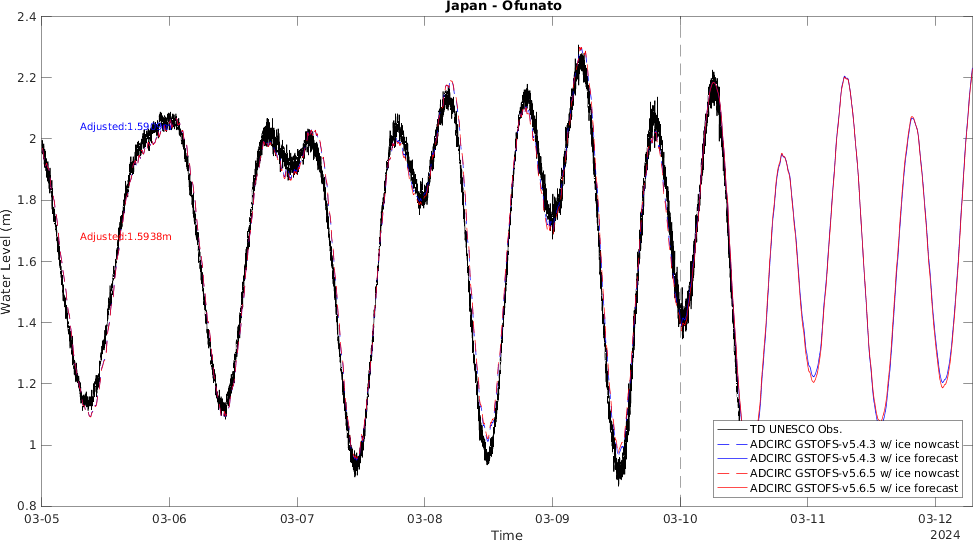 Japan - Ofunato
2.4
2.2
2
1.8
1.6
1.4
1.2
1
0.8
Water Level (m)
Adjusted:1.59
Adjusted:1.5938m
TD UNESCO Obs.
ADCIRC GSTOFS-v5.4.3 w/ ice nowcast
ADCIRC GSTOFS-v5.4.3 w/ ice forecast
ADCIRC GSTOFS-v5.6.5 w/ ice nowcast
ADCIRC GSTOFS-v5.6.5 w/ ice forecast
03-05 03-06 03-07 03-08 03-09 03-10 03-11 03-12
Time
2024